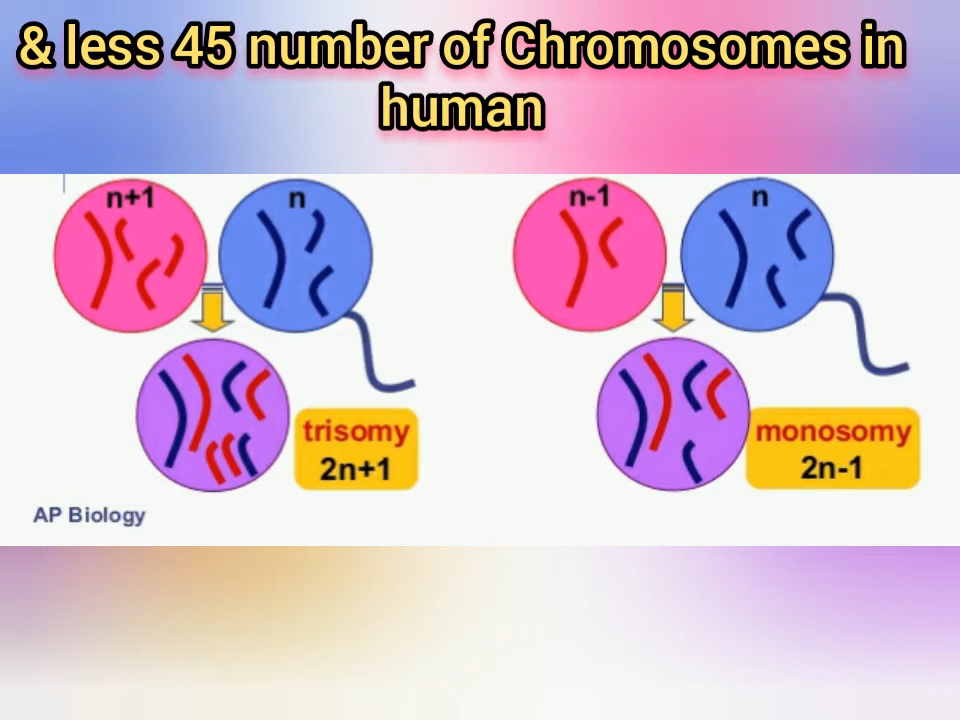 & less 45 number of Chromosomes in
human
n+1
n
n-1
n
trisomy
2n+1
monosomy
2n-1
AP Biology